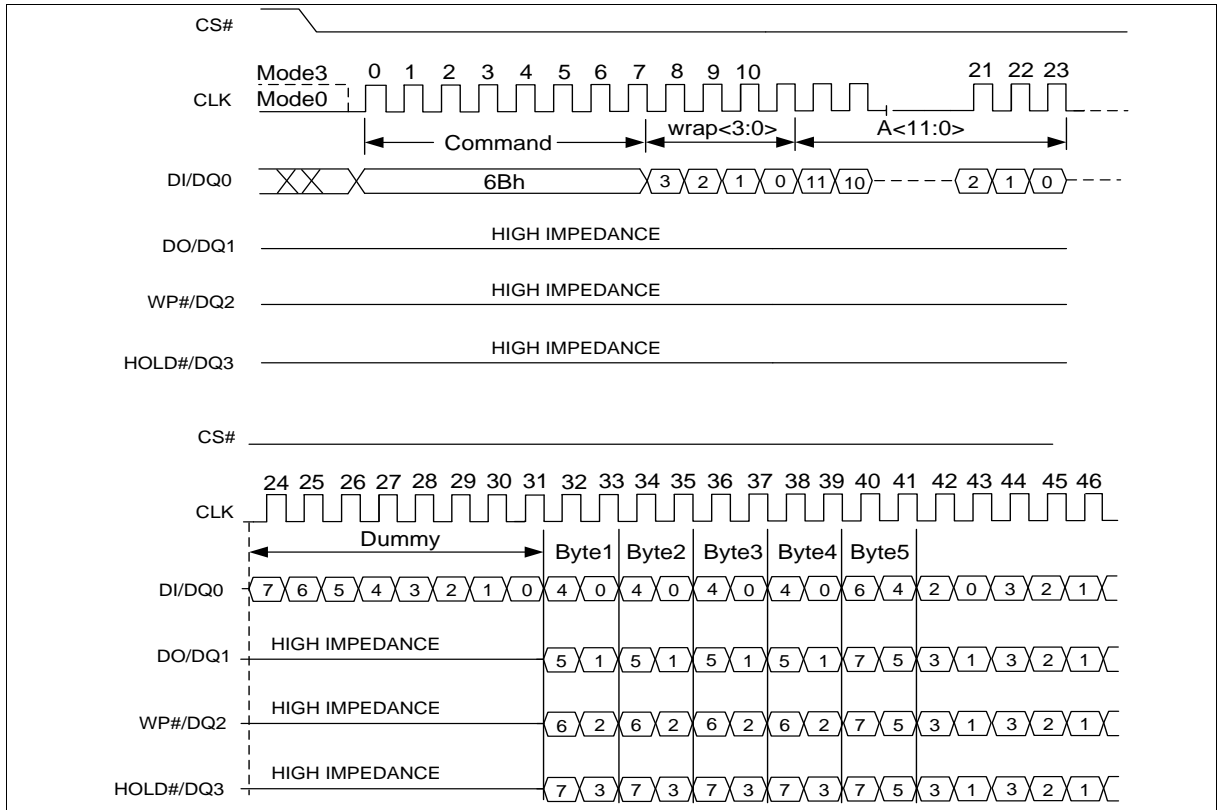 CS#
Mode3 0 1 2 3 4 5 6 7 8 9 10 21 22 23
CLK Mode0
Command wrap<3:0> A<11:0>
DI/DQ0 6Bh 3 2 1 0 11 10 2 1 0
HIGH IMPEDANCE
DO/DQ1
HIGH IMPEDANCE
WP#/DQ2
HIGH IMPEDANCE
HOLD#/DQ3
CS#
24 25 26 27 28 29 30 31 32 33 34 35 36 37 38 39 40 41 42 43 44 45 46
CLK
Dummy Byte1 Byte2 Byte3 Byte4 Byte5
DI/DQ0 7 6 5 4 3 2 1 0 4 0 4 0 4 0 4 0 6 4 2 0 3 2 1
HIGH IMPEDANCE
DO/DQ1 5 1 5 1 5 1 5 1 7 5 3 1 3 2 1
HIGH IMPEDANCE
WP#/DQ2 6 2 6 2 6 2 6 2 7 5 3 1 3 2 1
HIGH IMPEDANCE
HOLD#/DQ3 7 3 7 3 7 3 7 3 7 5 3 1 3 2 1